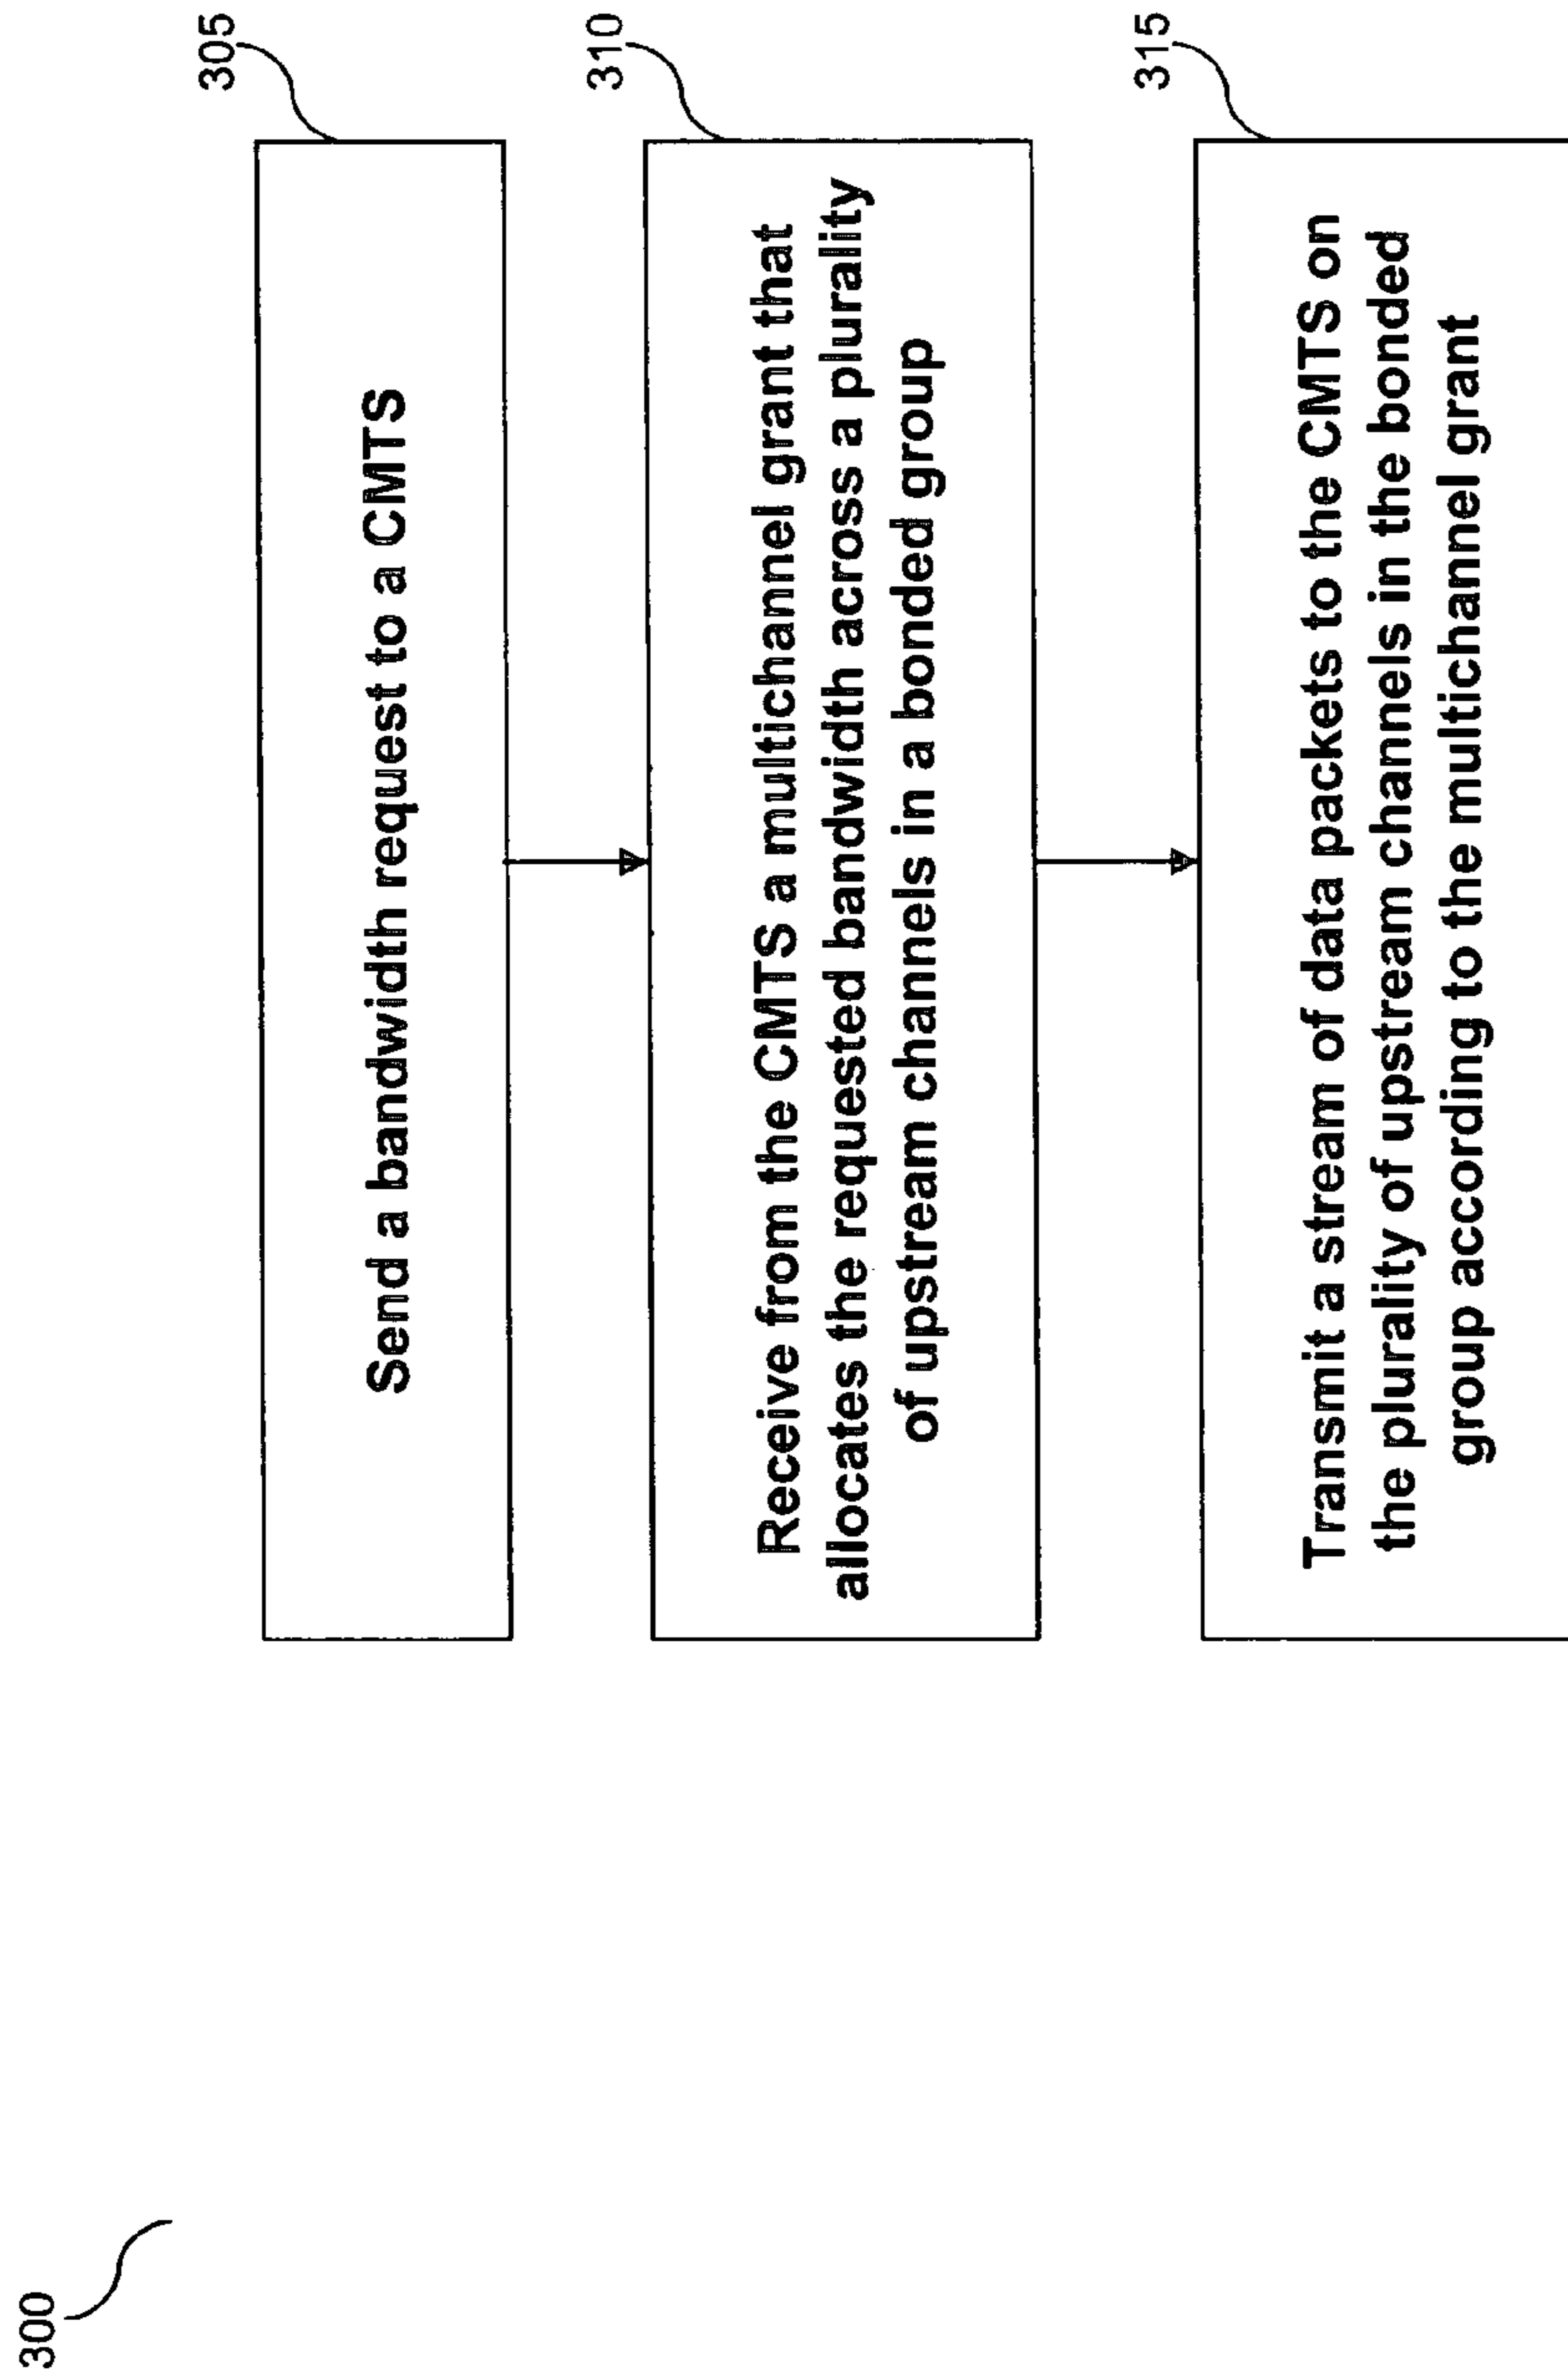 300
305
Send a bandwidth request to a CMTS
310
Receive from the CMTS a multichannel grant that
allocates the requested bandwidth across a plurality
of upstream channels in a bonded group
315
Transmit a stream of data packets to the CMTS on
the plurality of upstream channels in the bonded
group according to the multichannel grant